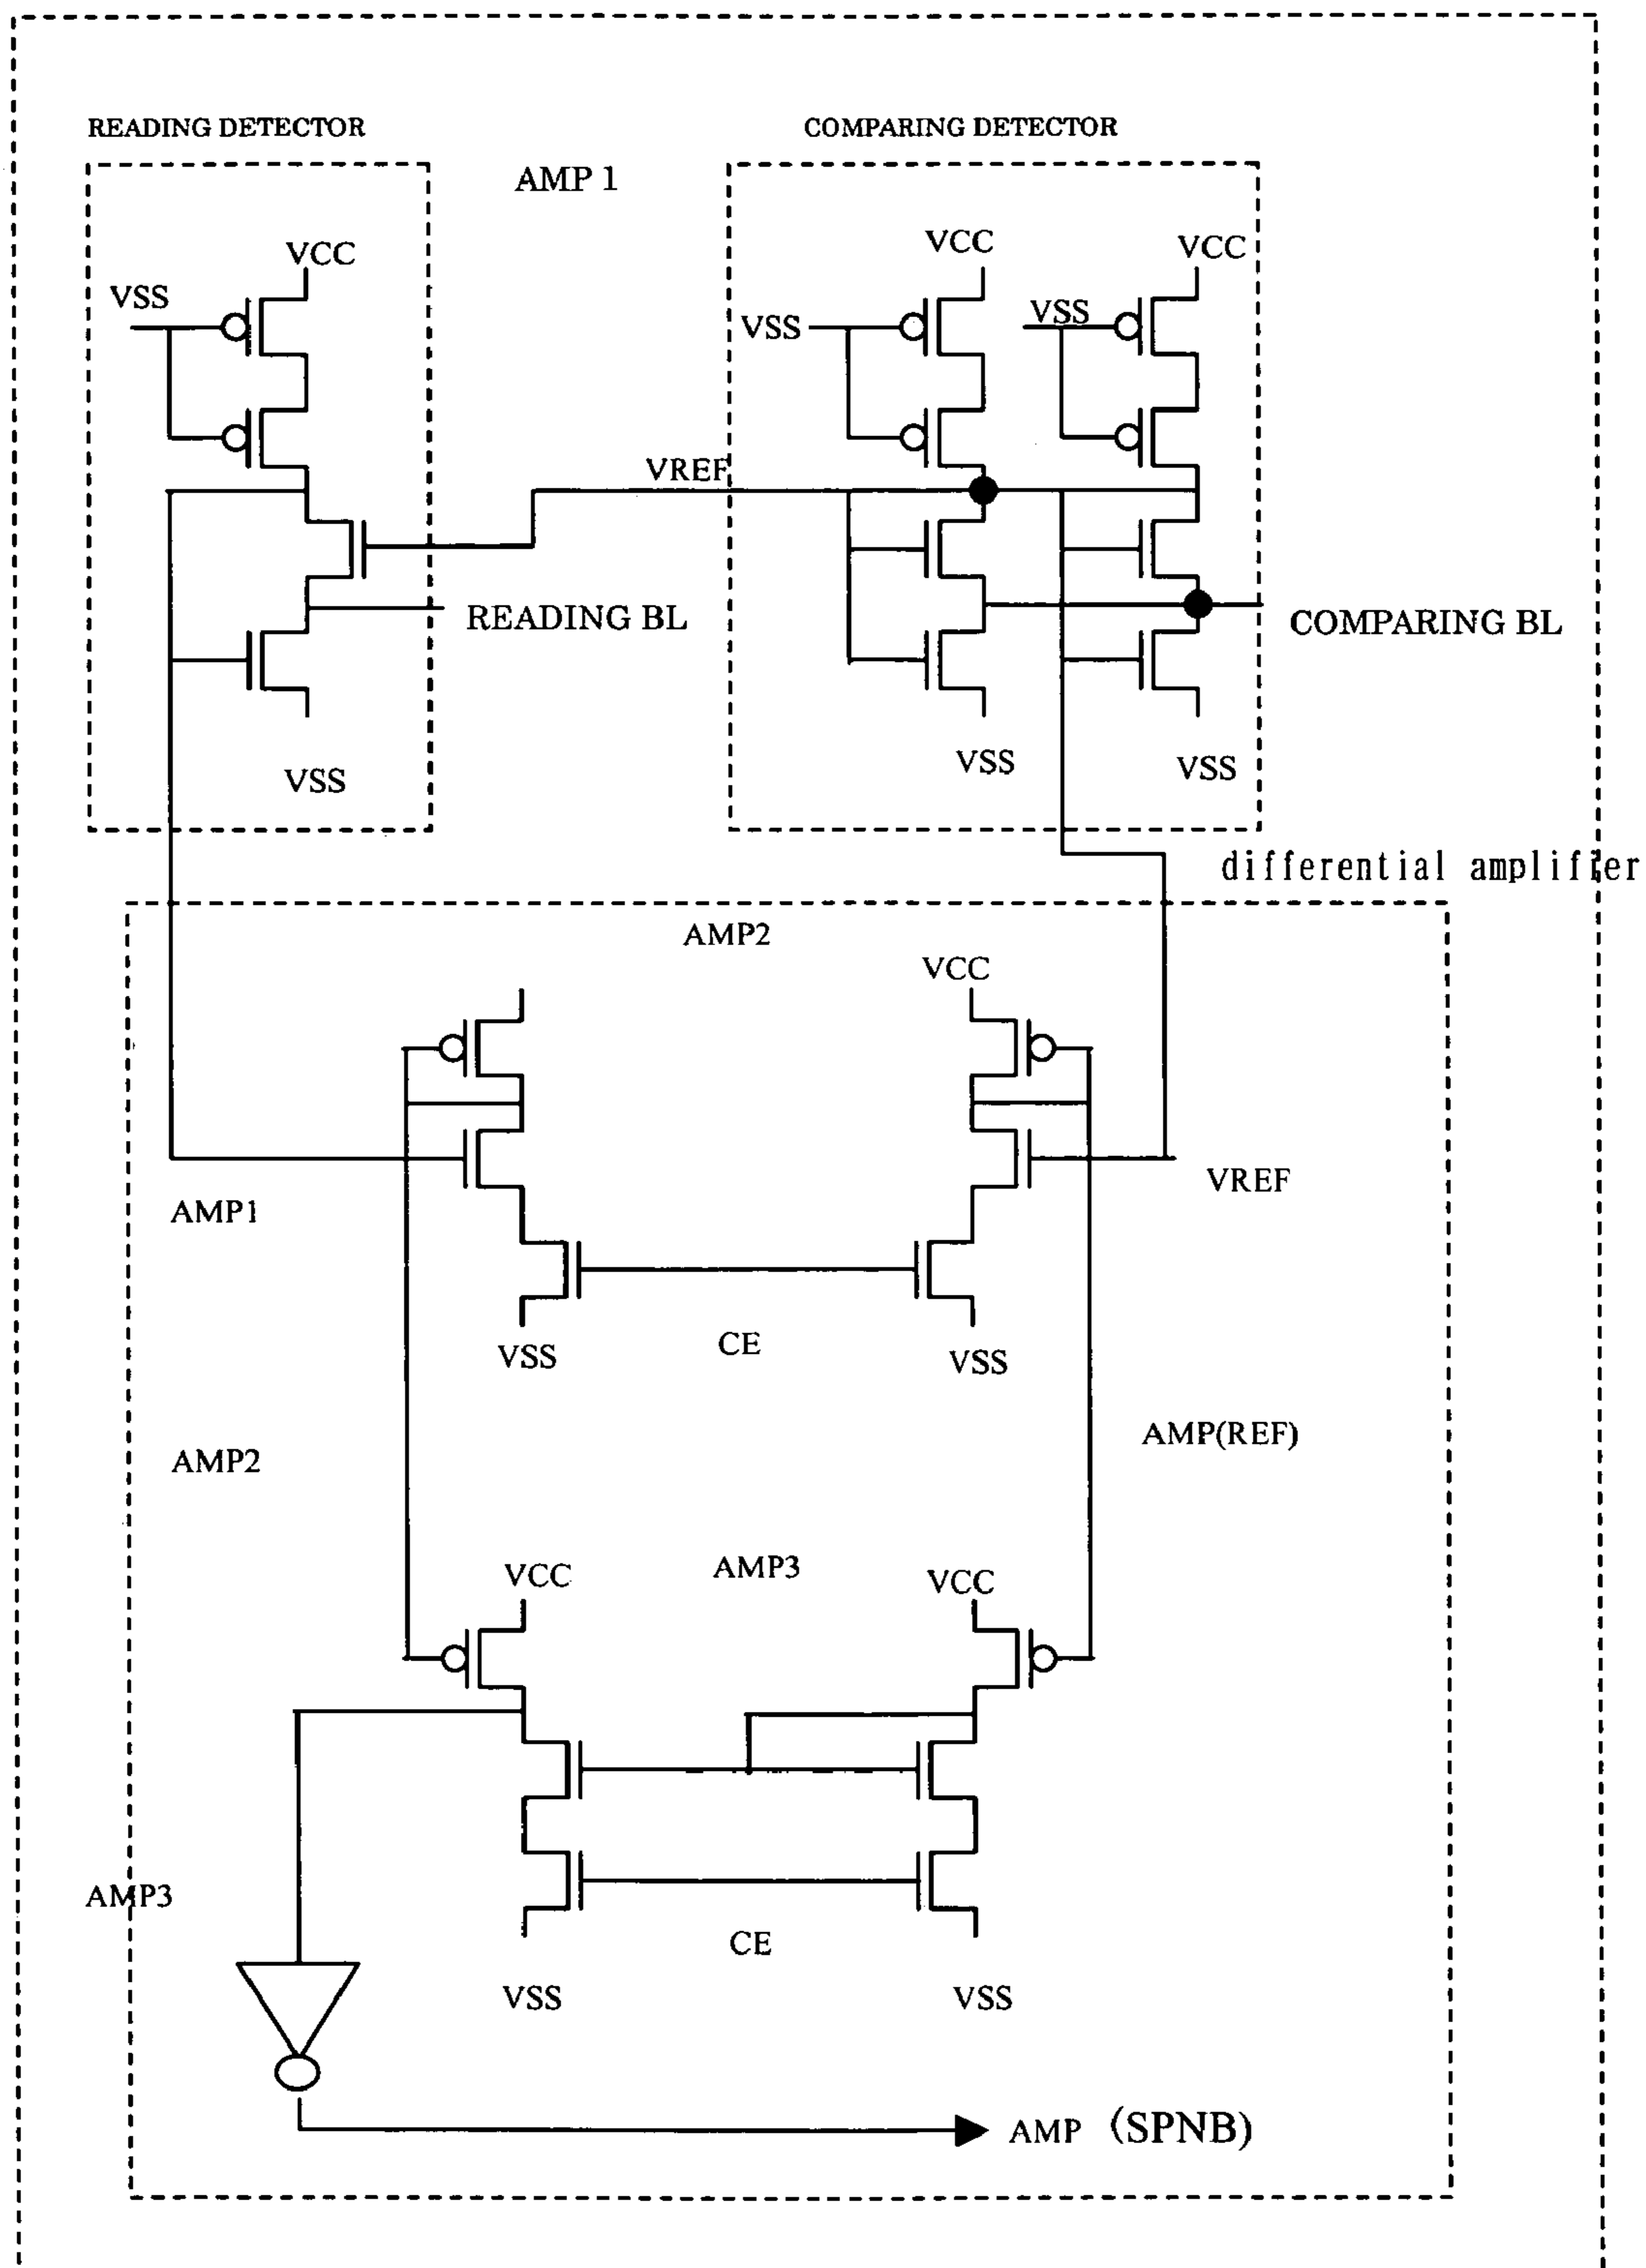 READING DETECTOR
COMPARING DETECTOR
AMP 1
VCC
VCC
VCC
VSS
VSS
VSS
VREF
READING BL
COMPARING BL
VSS
VSS
VSS
differential amplifier
AMP2
VCC
VREF
AMP1
CE
VSS
VSS
AMP(REF)
AMP2
VCC
AMP3
VCC
AMP3
CE
VSS
VSS
AMP (SPNB)